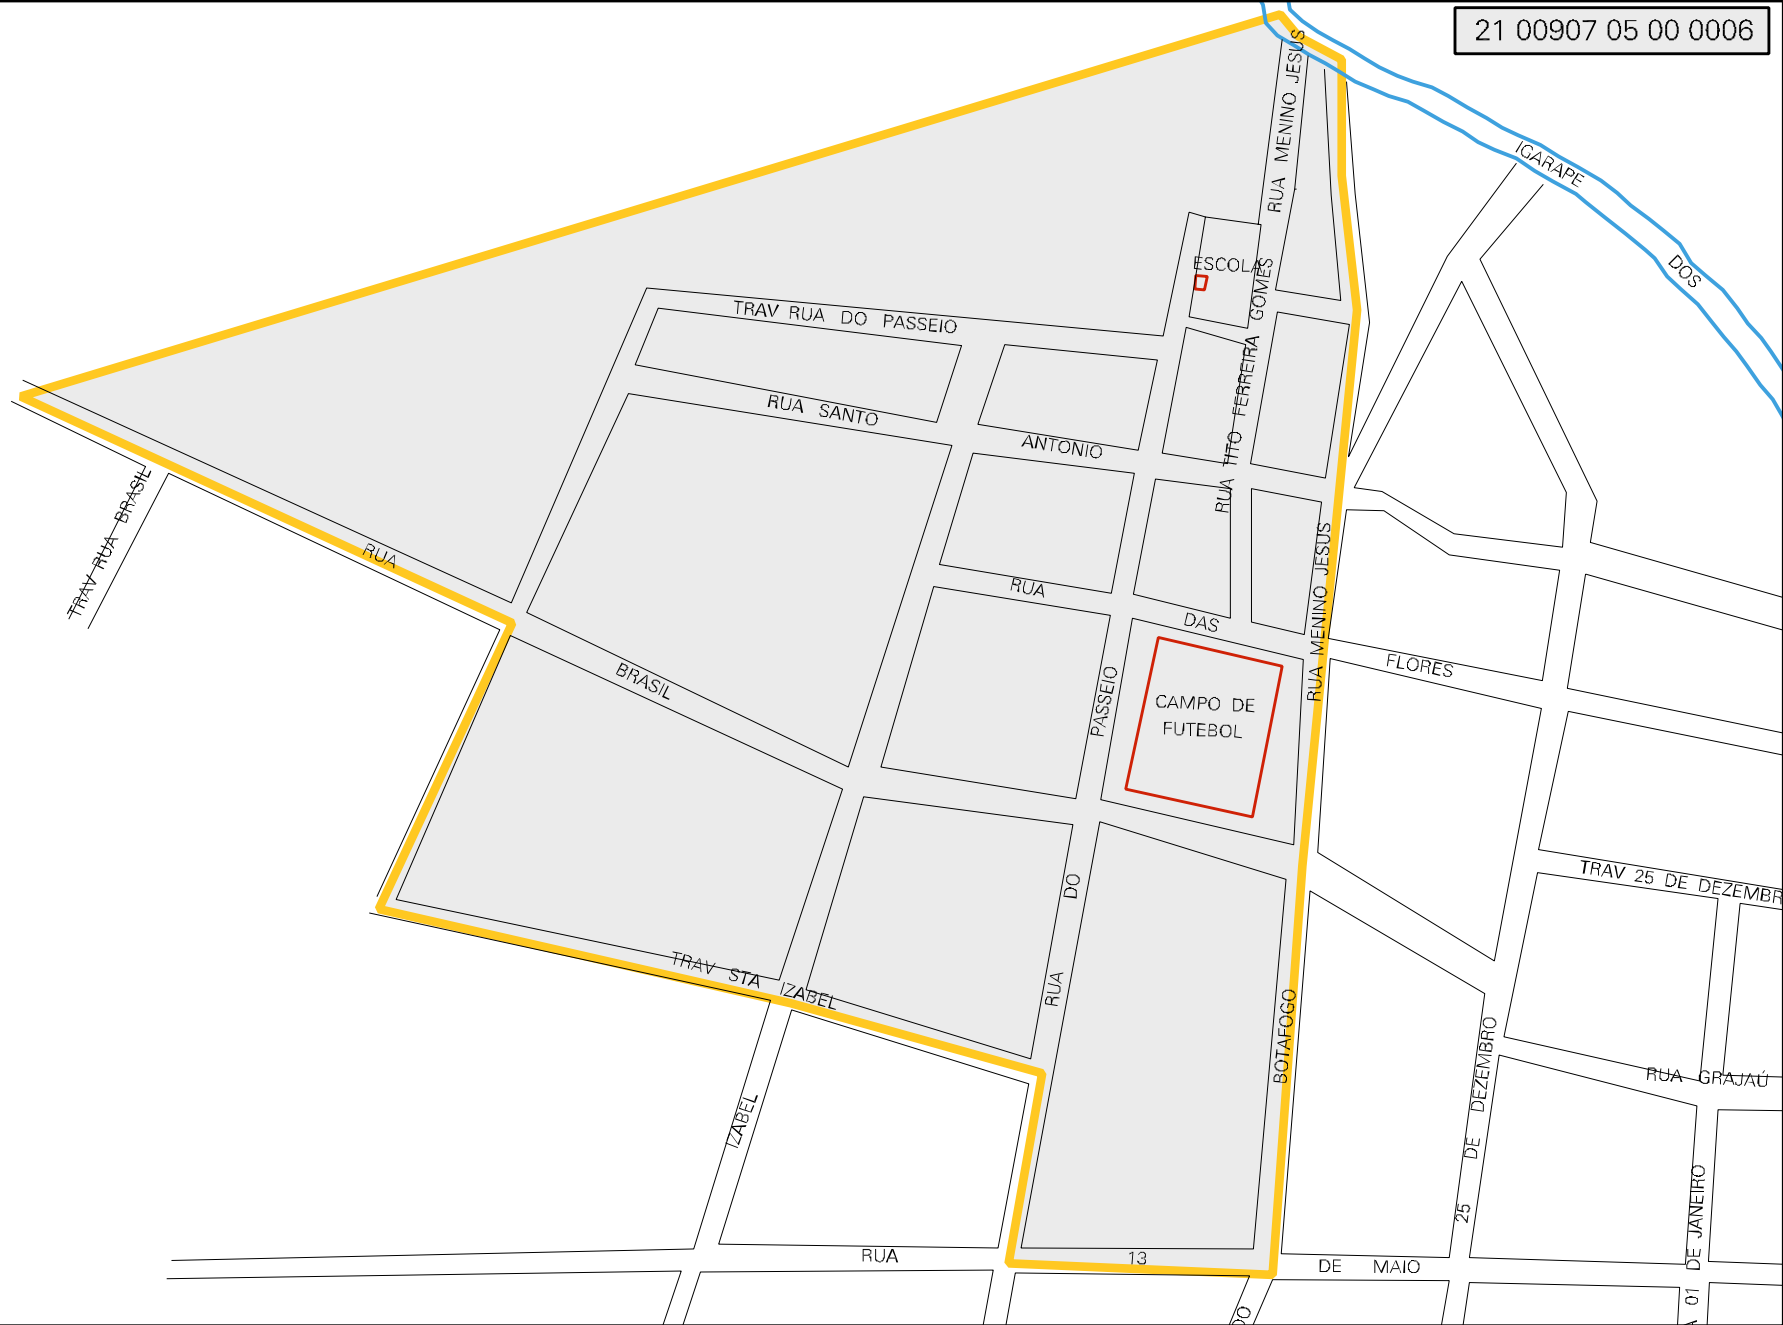 21 00907 05 00 0006
RUA MENINO JESUS
IGARAPE
DOS
ESCOLA
TRAV RUA DO PASSEIO
RUA TITO FERREIRA GOMES
RUA SANTO
ANTONIO
TRAV RUA BRASIL
RUA
BRASIL
RUA
DAS
FLORES
RUA MENINO JESUS
PASSEIO
DO
RUA
CAMPO DE
FUTEBOL
TRAV 25 DE DEZEMBR
TRAV STA IZABEL
BOTAFOGO
25 DE DEZEMBRO
RUA GRAJAÚ
IZABEL
RUA
13
DE MAIO
01 DE JANEIRO
DO